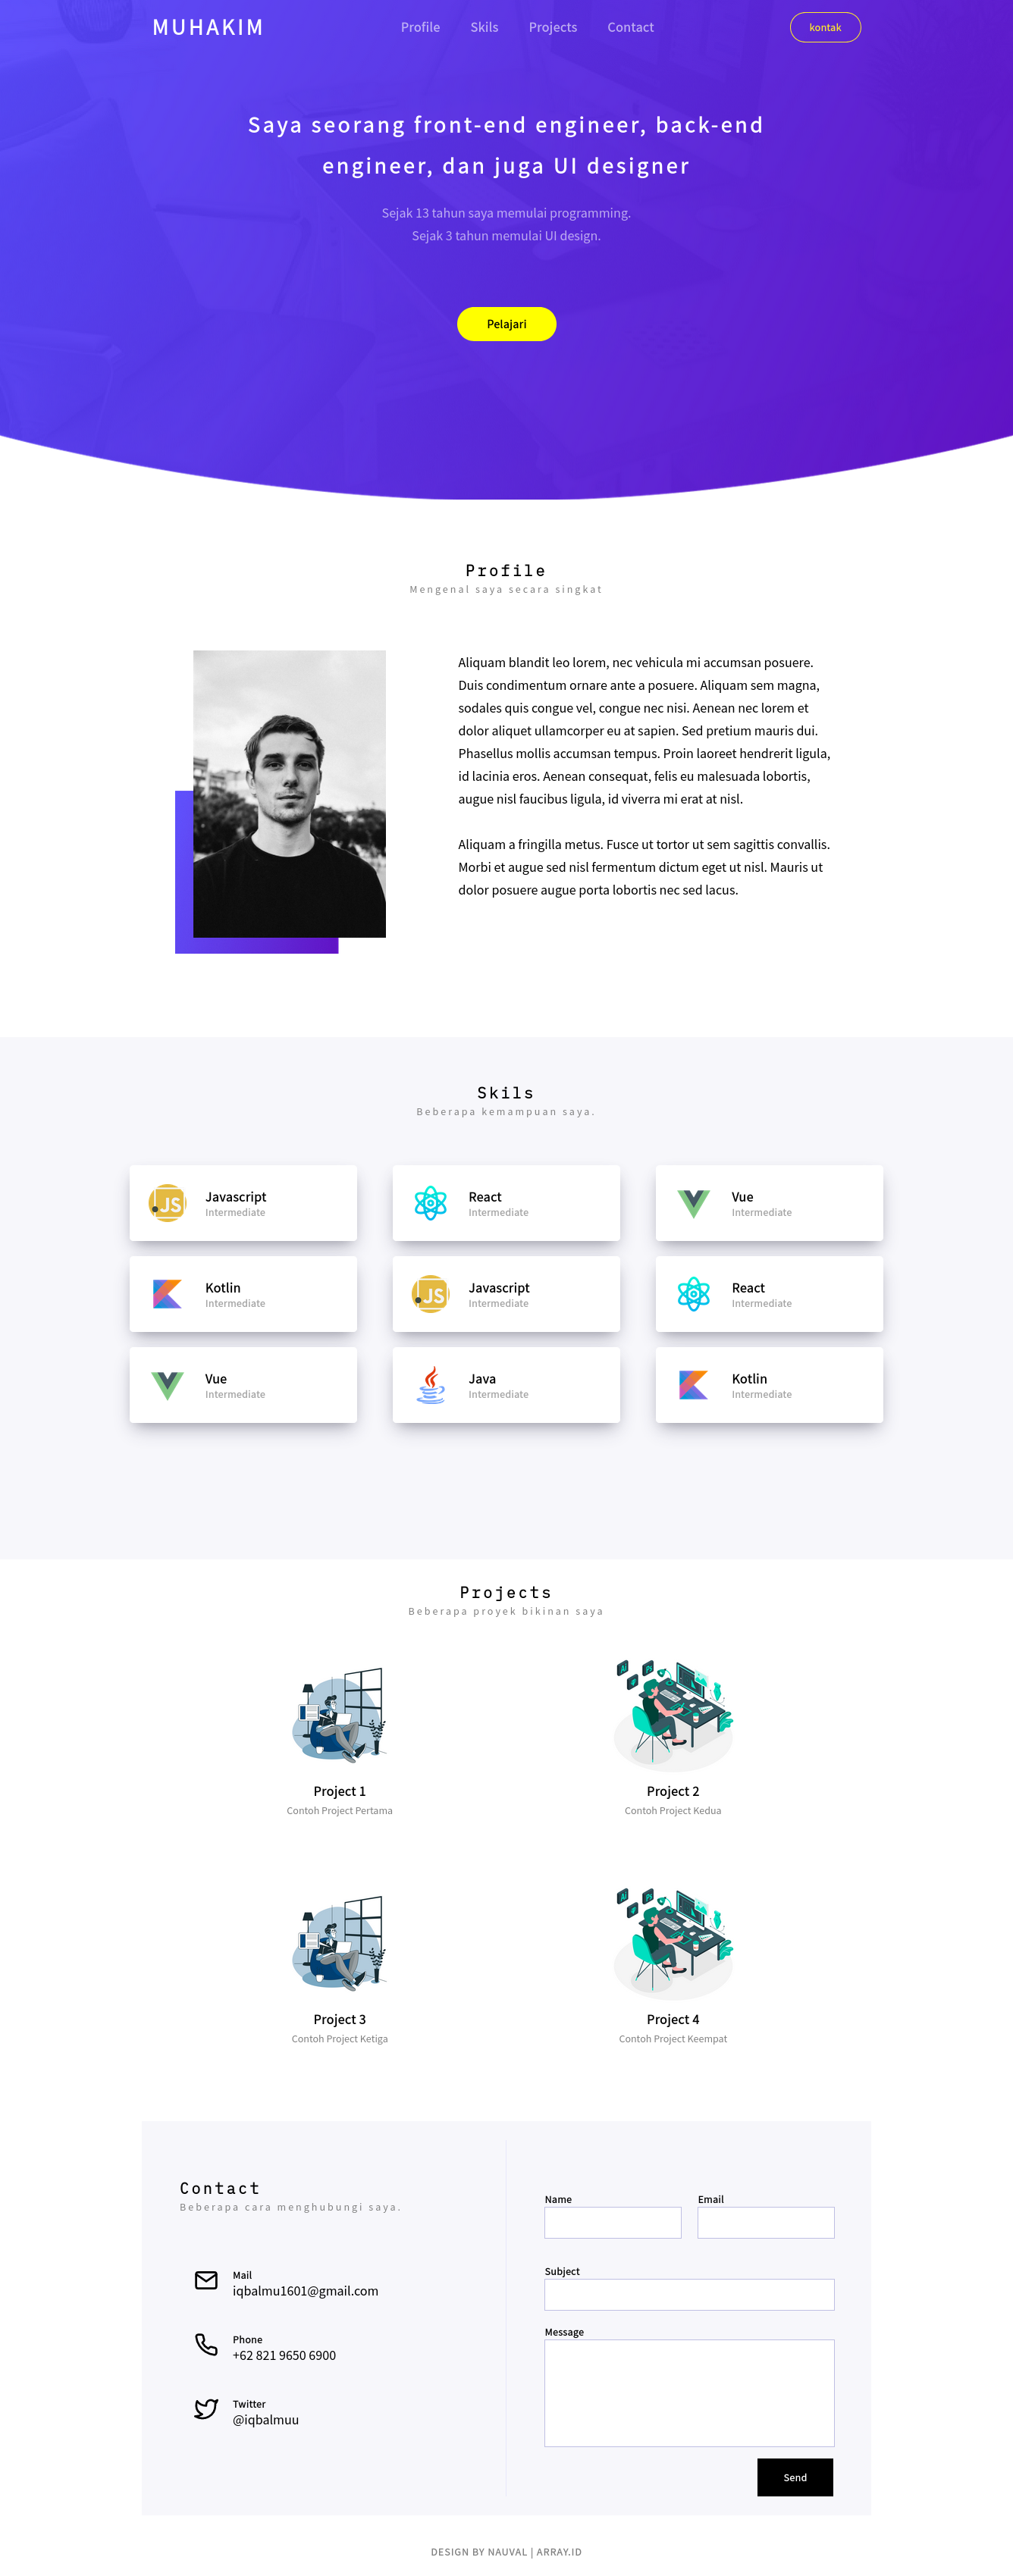 MUHAKIM
Profile
Skils
Projects
Contact
kontak
Saya seorang front-end engineer, back-end
engineer, dan juga UI designer
Sejak 13 tahun saya memulai programming.
Sejak 3 tahun memulai UI design.
Pelajari
Profile
Mengenal saya secara singkat
Aliquam blandit leo lorem, nec vehicula mi accumsan posuere.
Duis condimentum ornare ante a posuere. Aliquam sem magna,
sodales quis congue vel, congue nec nisi. Aenean nec lorem et
dolor aliquet ullamcorper eu at sapien. Sed pretium mauris dui.
Phasellus mollis accumsan tempus. Proin laoreet hendrerit ligula,
id lacinia eros. Aenean consequat, felis eu malesuada lobortis,
augue nisl faucibus ligula, id viverra mi erat at nisl.
Aliquam a fringilla metus. Fusce ut tortor ut sem sagittis convallis.
Morbi et augue sed nisl fermentum dictum eget ut nisl. Mauris ut
dolor posuere augue porta lobortis nec sed lacus.
Skils
Beberapa kemampuan saya.
JS
Javascript
Intermediate
React
Intermediate
Vue
Intermediate
Kotlin
Intermediate
JS
Javascript
Intermediate
React
Intermediate
Vue
Intermediate
Java
Intermediate
Kotlin
Intermediate
Projects
Beberapa proyek bikinan saya
Project 1
Contoh Project Pertama
Ai
Ps
Project 2
Contoh Project Kedua
Project 3
Contoh Project Ketiga
Ai
Ps
Project 4
Contoh Project Keempat
Contact
Beberapa cara menghubungi saya.
Mail
iqbalmu1601@gmail.com
Phone
+62 821 9650 6900
Twitter
@iqbalmuu
Name
Email
Subject
Message
Send
DESIGN BY NAUVAL | ARRAY.ID